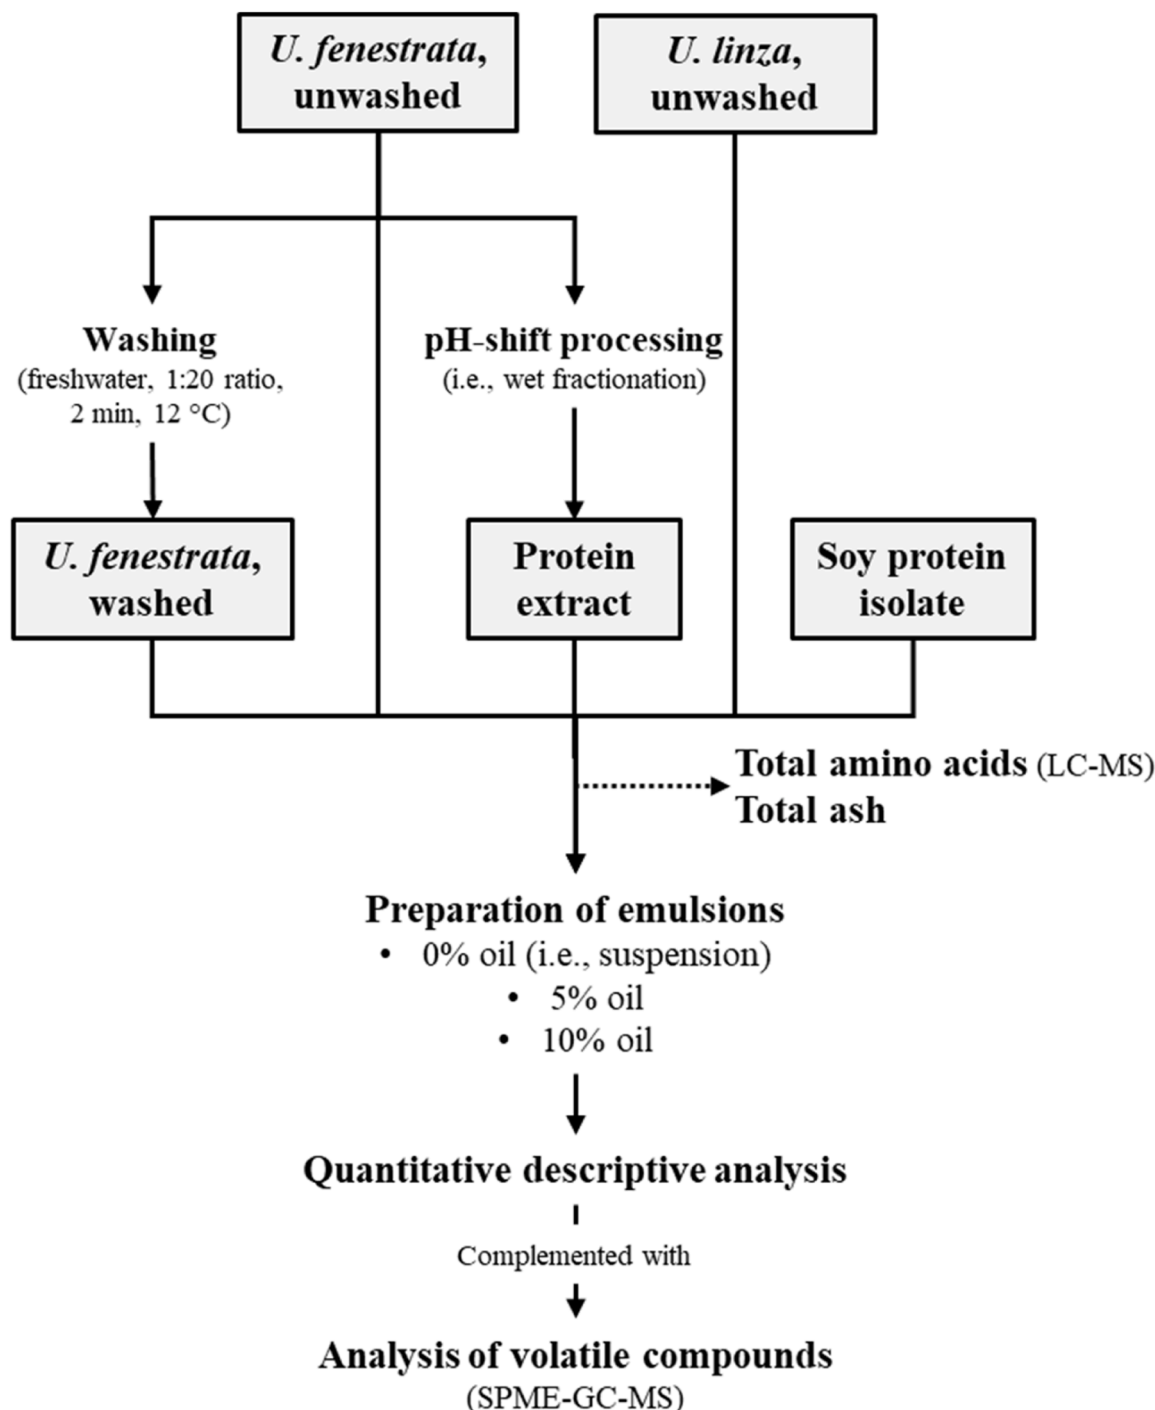 U. fenestrata,
unwashed
U. linza,
unwashed
Washing
(freshwater, 1:20 ratio,
2 min, 12 °C)
pH-shift processing
(i.e., wet fractionation)
U. fenestrata,
washed
Protein
extract
Soy protein
isolate
Total amino acids (LC-MS)
Total ash
Preparation of emulsions
• 0% oil (i.e., suspension)
• 5% oil
• 10% oil
Quantitative descriptive analysis
Complemented with
Analysis of volatile compounds
(SPME-GC-MS)